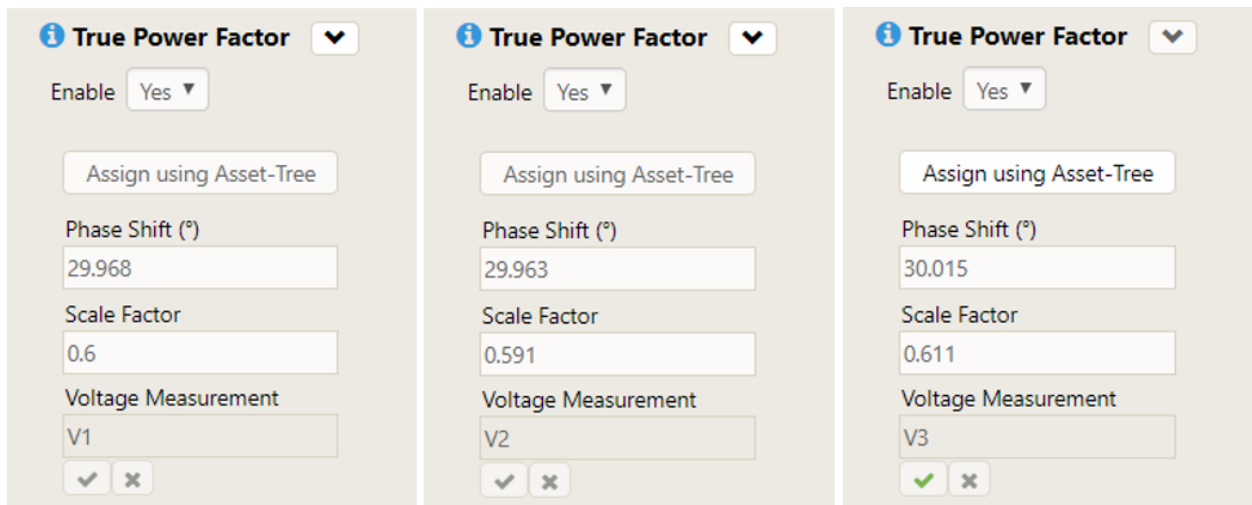 True Power Factor
Enable Yes
Assign using Asset-Tree
Phase Shift (°)
29.968
Scale Factor
0.6
Voltage Measurement
V1
True Power Factor
Enable Yes
Assign using Asset-Tree
Phase Shift (°)
29.963
Scale Factor
0.591
Voltage Measurement
V2
True Power Factor
Enable Yes
Assign using Asset-Tree
Phase Shift (°)
30.015
Scale Factor
0.611
Voltage Measurement
V3